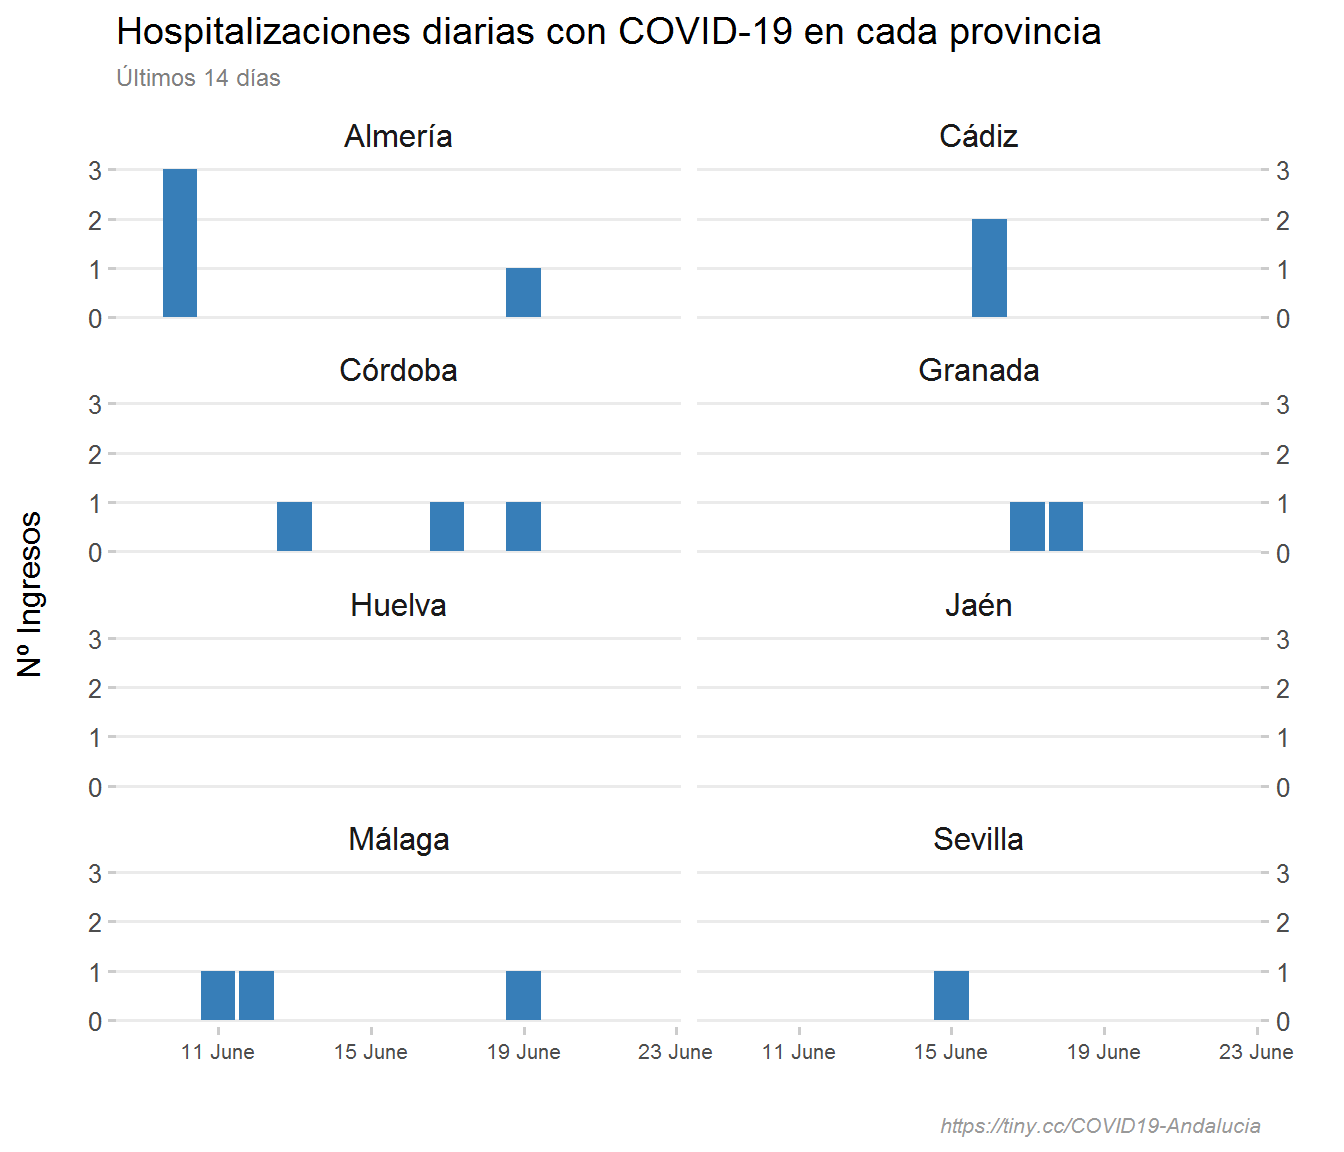 Hospitalizaciones diarias con COVID-19 en cada provincia
Últimos 14 días
Almería
Cádiz
3
2
1
0
3
2
1
0
Córdoba
Granada
3
2
1
0
3
2
1
0
Nº Ingresos
Huelva
Jaén
3
2
1
0
3
2
1
0
Málaga
Sevilla
3
2
1
0
3
2
1
0
11 June 15 June 19 June 23 June 11 June 15 June 19 June 23 June
https://tiny.cc/COVID19-Andalucia